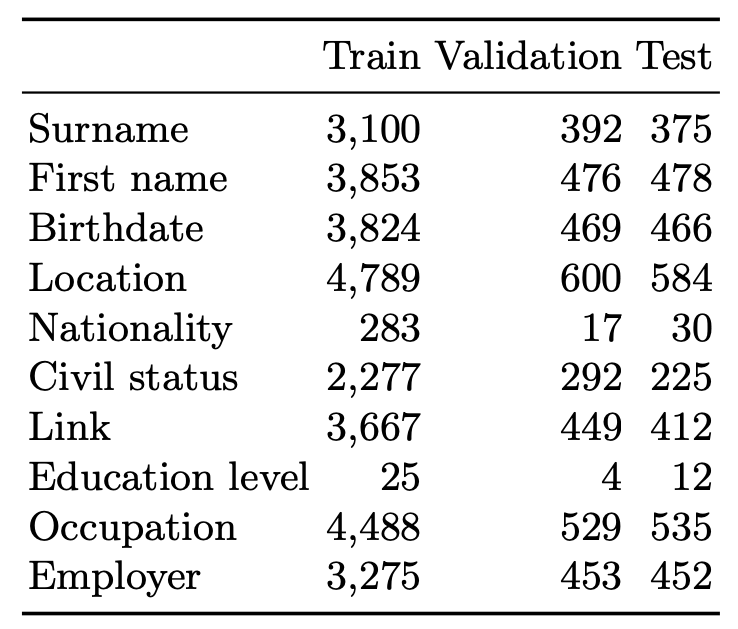 Train Validation Test
Surname 3,100 392 375
First name 3,853 476 478
Birthdate 3,824 469 466
Location 4,789 600 584
Nationality 283 17 30
Civil status 2,277 292 225
Link 3,667 449 412
Education level 25 4 12
Occupation 4,488 529 535
Employer 3,275 453 452